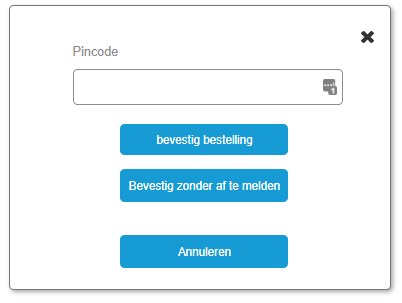 Pincode
bevestig bestelling
Bevestig zonder af te melden
Annuleren